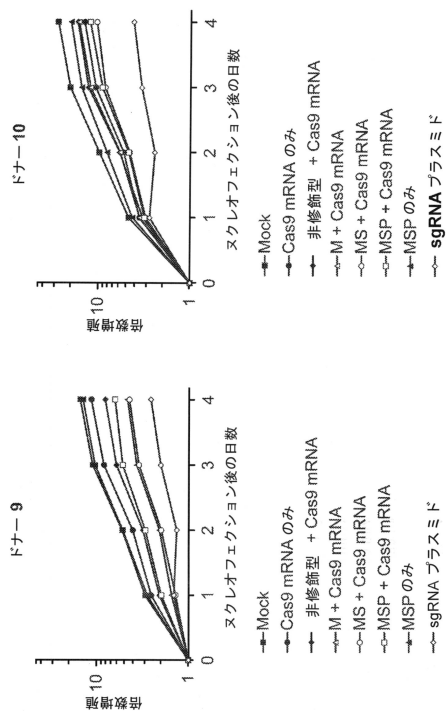 ドナー 9
倍数増殖
10
1
0
1
2
3
4
ヌクレオフェクション後の日数
Mock
Cas9 mRNA のみ
非修飾型 + Cas9 mRNA
M + Cas9 mRNA
MS + Cas9 mRNA
MSP + Cas9 mRNA
MSP のみ
sgRNA プラスミド
ドナー 10
倍数増殖
10
1
0
1
2
3
4
ヌクレオフェクション後の日数
Mock
Cas9 mRNA のみ
非修飾型 + Cas9 mRNA
M + Cas9 mRNA
MS + Cas9 mRNA
MSP + Cas9 mRNA
MSP のみ
sgRNA プラスミド